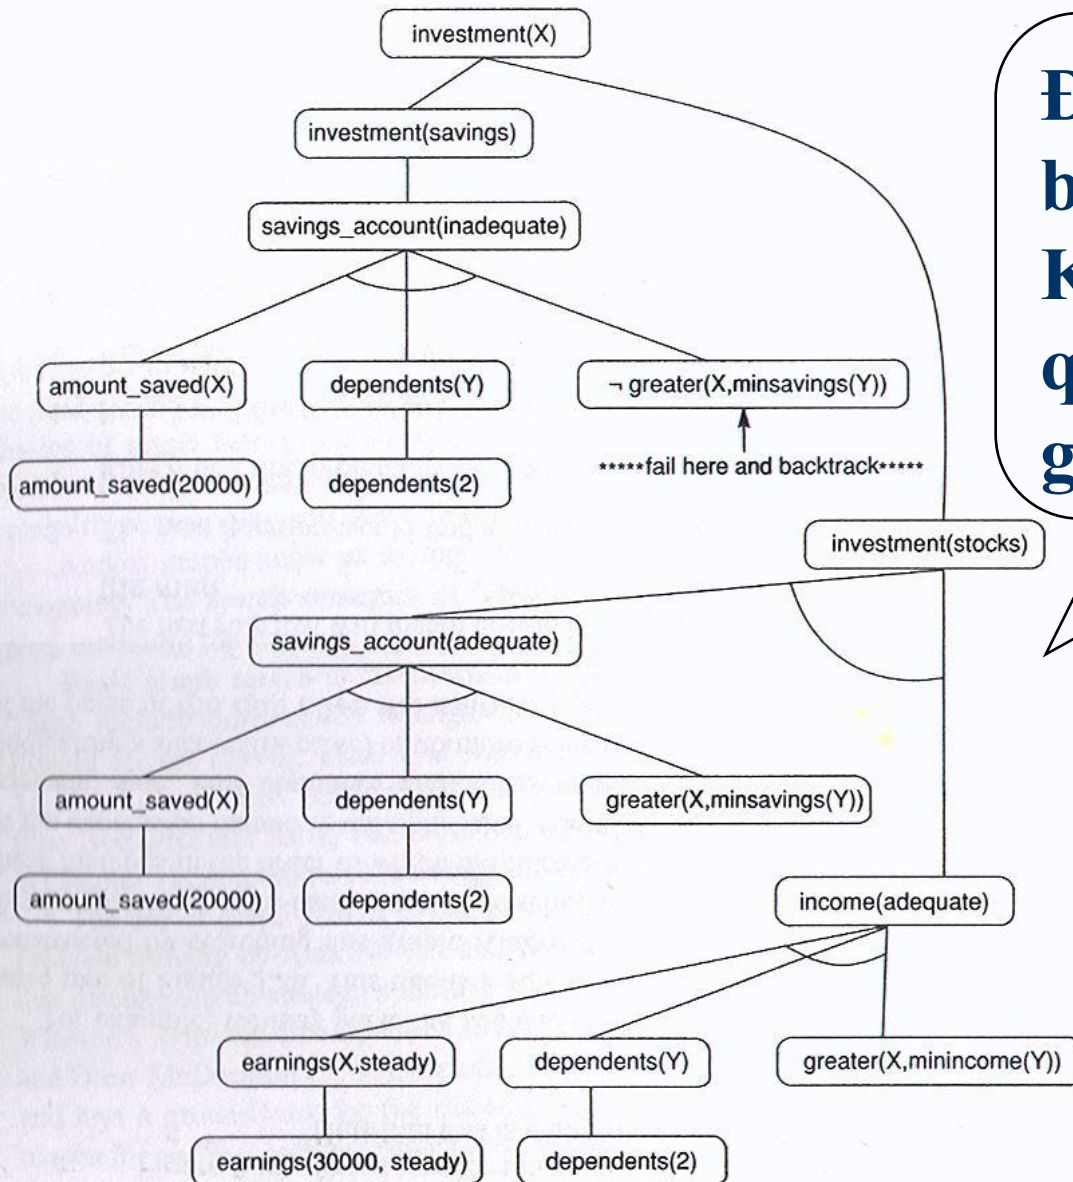 investment(X)
investment(savings)
savings_account(inadequate)
amount_saved(X)
dependents(Y)
¬ greater(X,minsavings(Y))
*****fail here and backtrack*****
amount_saved(20000)
dependents(2)
investment(stocks)
savings_account(adequate)
amount_saved(X)
dependents(Y)
greater(X,minsavings(Y))
amount_saved(20000)
dependents(2)
income(adequate)
earnings(X,steady)
dependents(Y)
greater(X,minincome(Y))
earnings(30000, steady)
dependents(2)